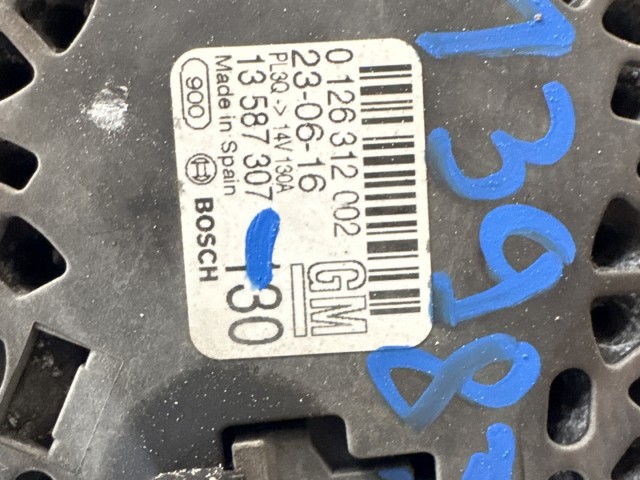 0 126 312 002
23-06-16
GM
PL3Q -> 14V 130A
13 587 307
130
Made in Spain
900
BOSCH
1398-